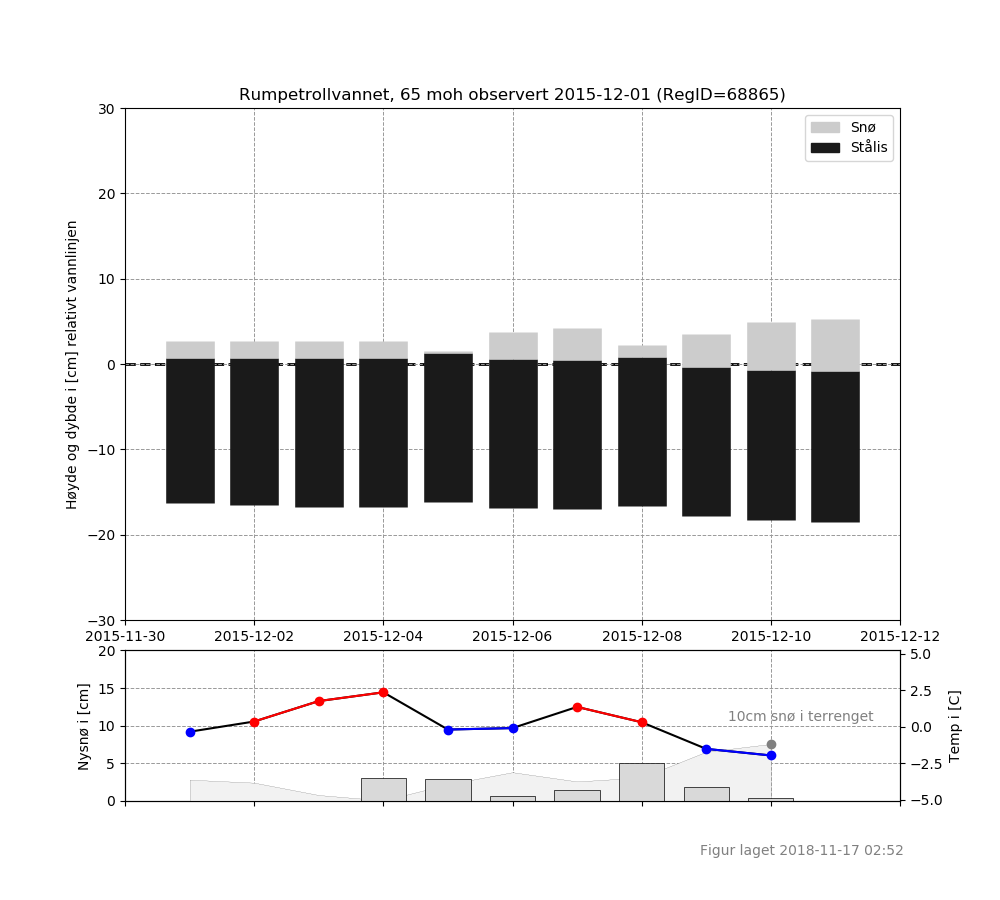 Rumpetrollvannet, 65 moh observert 2015-12-01 (RegID=68865)
Snø
Stålis
Høyde og dybde i [cm] relativt vannlinjen
30
20
10
0
−10
−20
−30
2015-11-30 2015-12-02 2015-12-04 2015-12-06 2015-12-08 2015-12-10 2015-12-12
Nysnø i [cm]
20
15
10
5
0
10cm snø i terrenget
5.0
2.5
0.0
−2.5
−5.0
Temp i [C]
Figur laget 2018-11-17 02:52